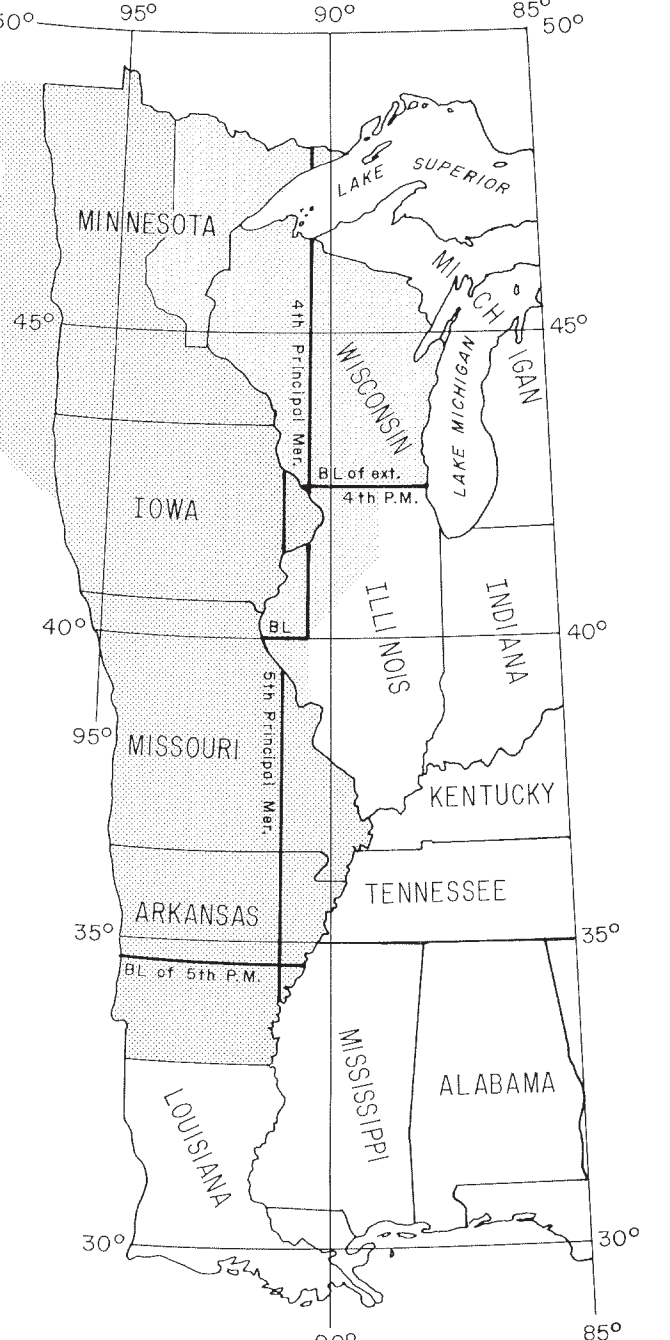 95°
90°
85°
50°
50°
LAKE SUPERIOR
MINNESOTA
MICHIGAN
45°
45°
4th Principal Mer.
WISCONSIN
LAKE MICHIGAN
BL of ext.
4th P.M.
IOWA
ILLINOIS
INDIANA
BL
40°
40°
5th Principal Mer.
95°
MISSOURI
KENTUCKY
TENNESSEE
ARKANSAS
35°
35°
BL of 5th P.M.
MISSISSIPPI
ALABAMA
LOUISIANA
30°
30°
85°
90°